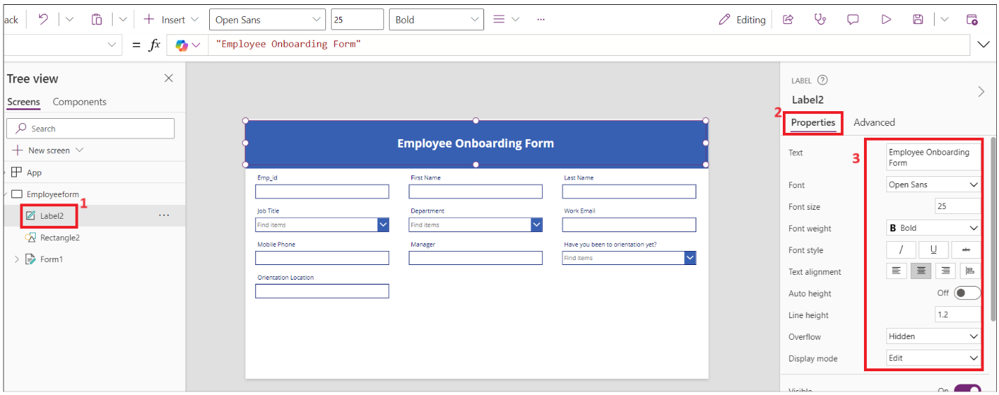 ack
Insert
Open Sans
25
Bold
...
Editing
= fx
"Employee Onboarding Form"
Tree view
Screens Components
Search
New screen
App
Employeeform
1
Label2
...
Rectangle2
Form1
Employee Onboarding Form
Emp_id First Name Last Name
Job Title Department Work Email
Find items Find items
Mobile Phone Manager Have you been to orientation yet?
Find items
Orientation Location
LABEL ?
Label2
2
Properties Advanced
3
Text Employee Onboarding
Form
Font Open Sans
Font size 25
Font weight B Bold
Font style / U abc
Text alignment
Auto height Off
Line height 1.2
Overflow Hidden
Display mode Edit
Visible On